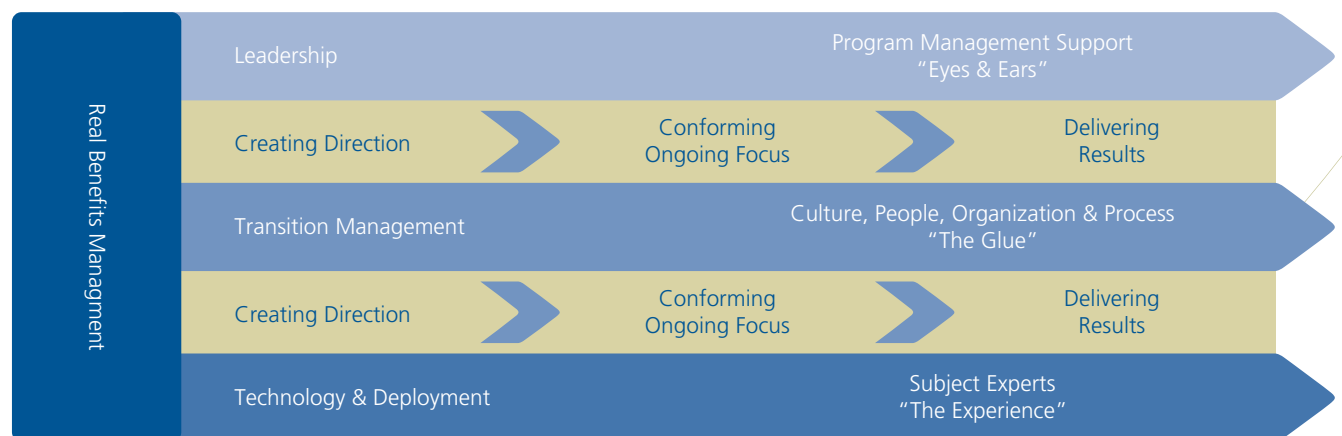 Real Benefits Managment
Leadership
Program Management Support
“Eyes & Ears”
Creating Direction
Conforming
Ongoing Focus
Delivering
Results
Transition Management
Culture, People, Organization & Process
“The Glue”
Creating Direction
Conforming
Ongoing Focus
Delivering
Results
Technology & Deployment
Subject Experts
“The Experience”